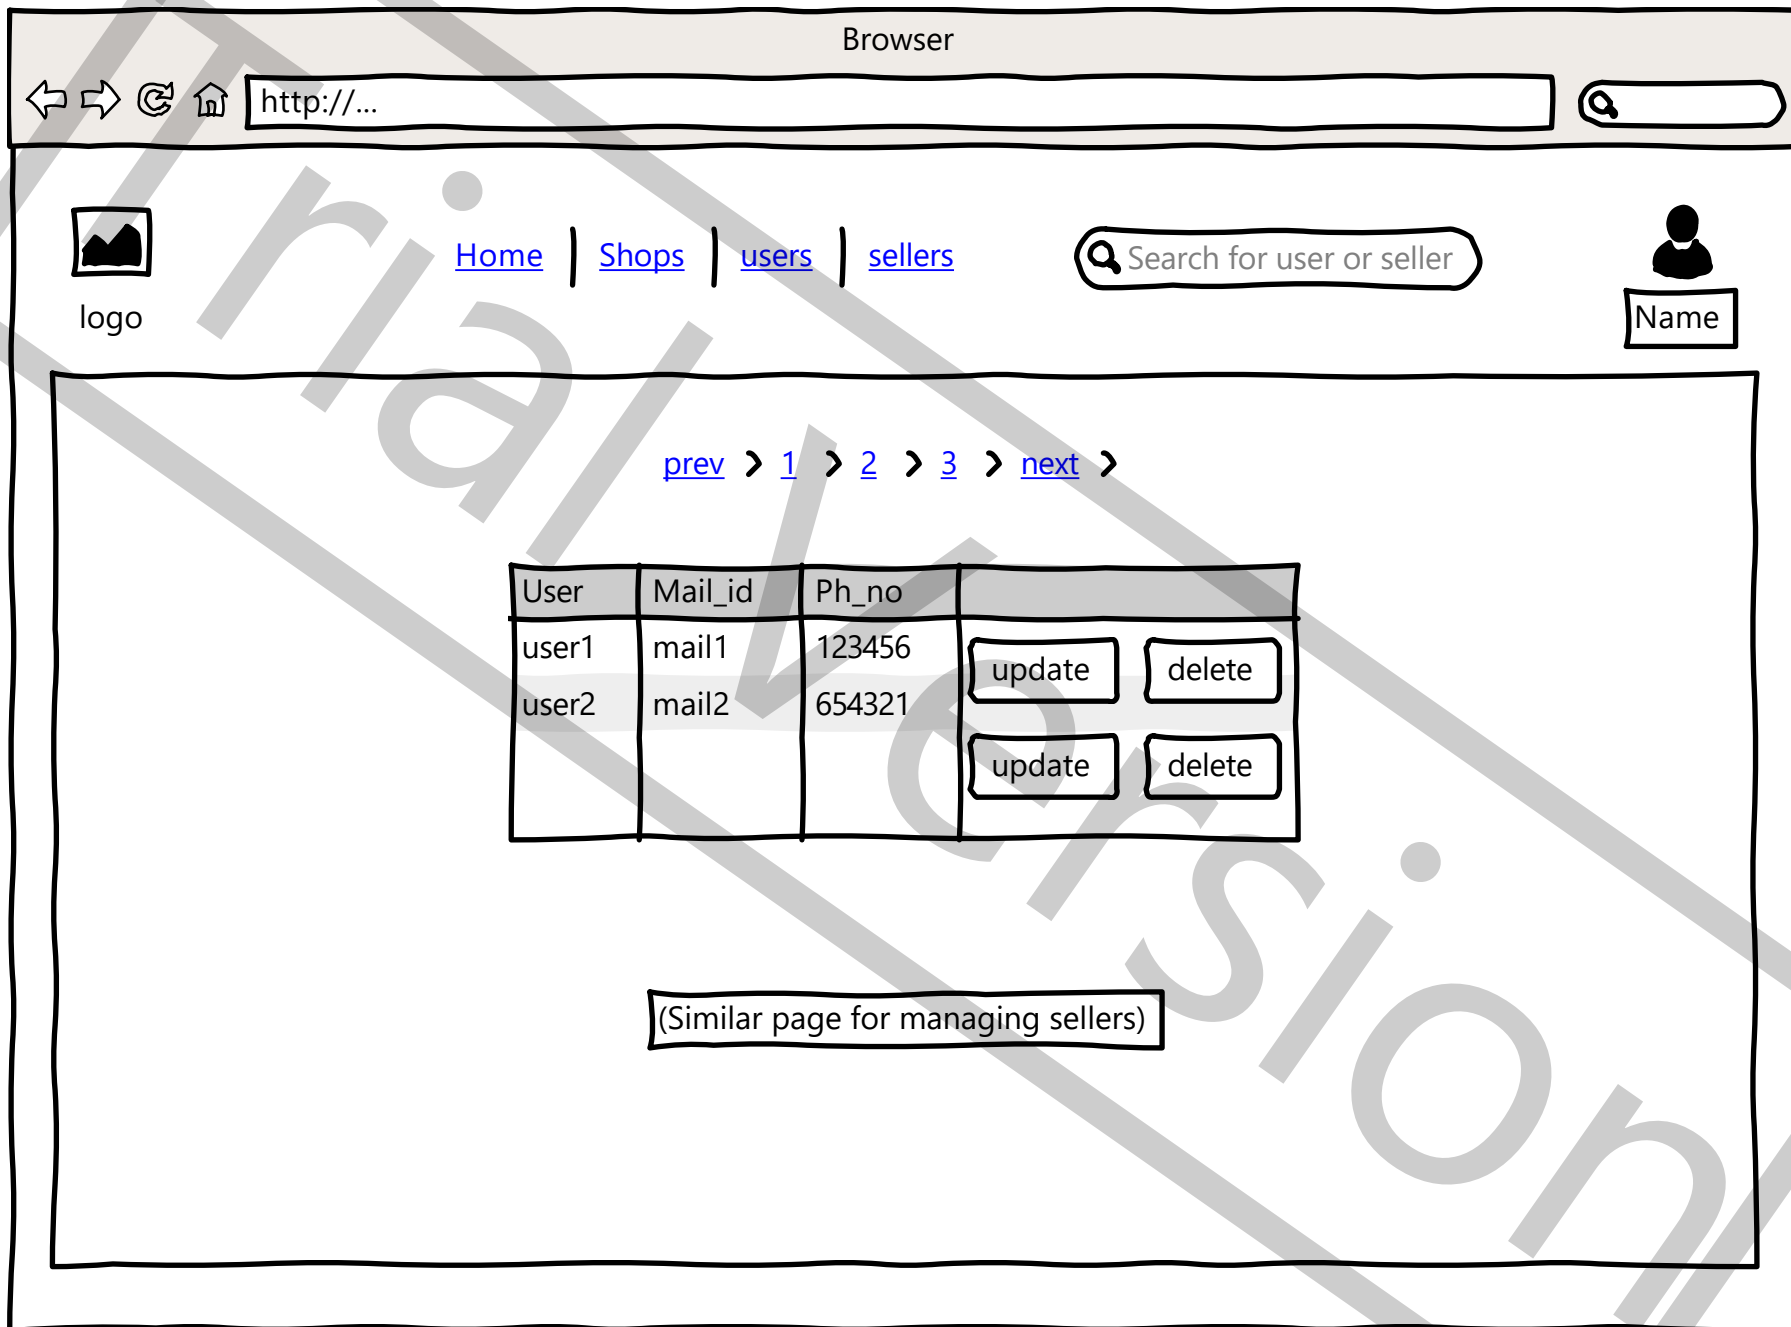 Browser
http://...
Home Shops users sellers Search for user or seller
logo Name
prev 1 2 3 next
User Mail_id Ph_no
user1 mail1 123456 update delete
user2 mail2 654321
update delete
(Similar page for managing sellers)
Trial Version